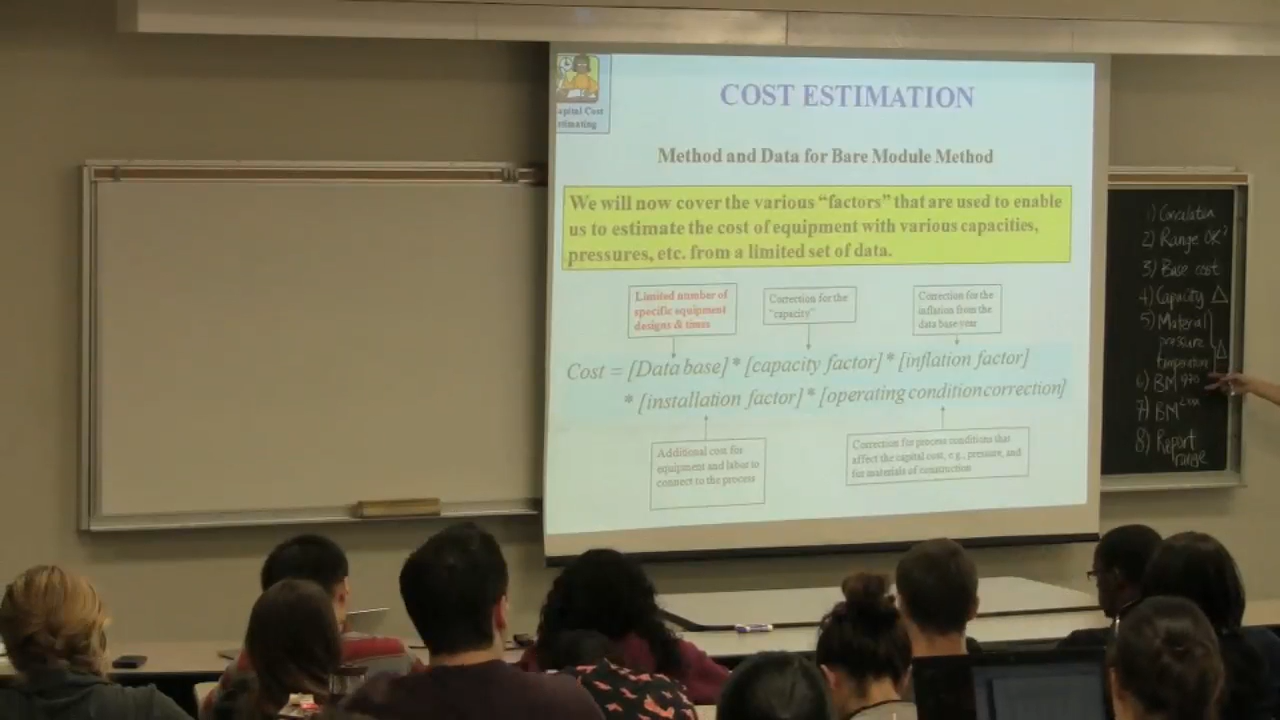 apital Cost
timating
COST ESTIMATION
Method and Data for Bare Module Method
We will now cover the various “factors” that are used to enable
us to estimate the cost of equipment with various capacities,
pressures, etc. from a limited set of data.
Limited number of
specific equipment
designs & times
Correction for the
“capacity”
Correction for the
inflation from the
data base year
Cost = [Data base] * [capacity factor] * [inflation factor]
* [installation factor] * [operating condition correction]
Additional cost for
equipment and labor to
connect to the process
Correction for process conditions that
affect the capital cost, e.g., pressure, and
for materials of construction
1) Correlation
2) Range OK?
3) Base cost
4) Capacity △
5) Material
pressure
temperature △
6) BM 1970
7) BM
8) Report
range